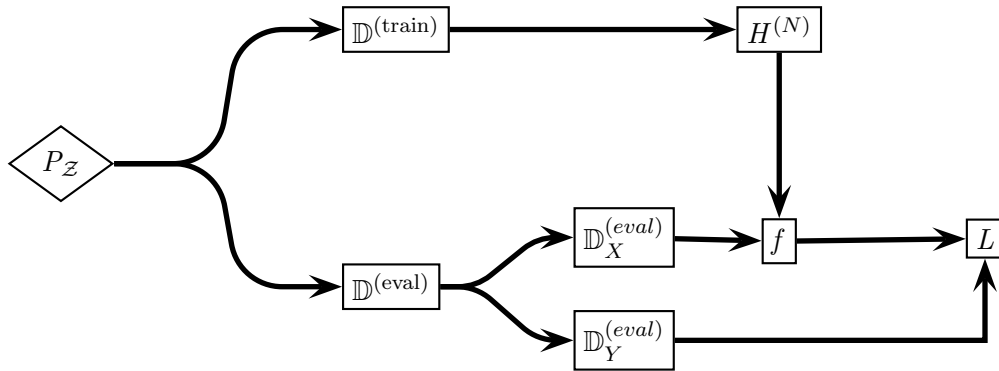 𝔻^(train)
H^(N)
P_𝒵
𝔻_X^(eval)
f
L
𝔻^(eval)
𝔻_Y^(eval)